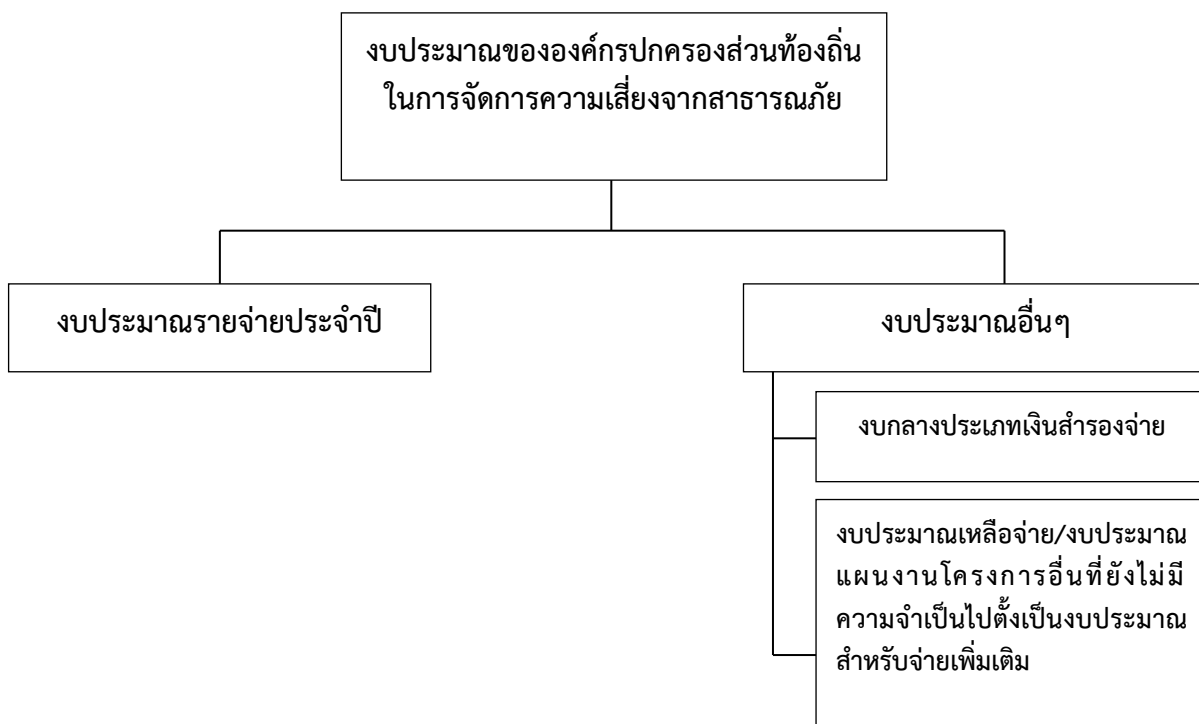 งบประมาณขององค์กรปกครองส่วนท้องถิ่น
ในการจัดการความเสี่ยงจากสาธารณภัย
งบประมาณรายจ่ายประจำปี
งบประมาณอื่นๆ
งบกลางประเภทเงินสำรองจ่าย
งบประมาณเหลือจ่าย/งบประมาณ
แผนงานโครงการอื่นที่ยังไม่มี
ความจำเป็นไปตั้งเป็นงบประมาณ
สำหรับจ่ายเพิ่มเติม